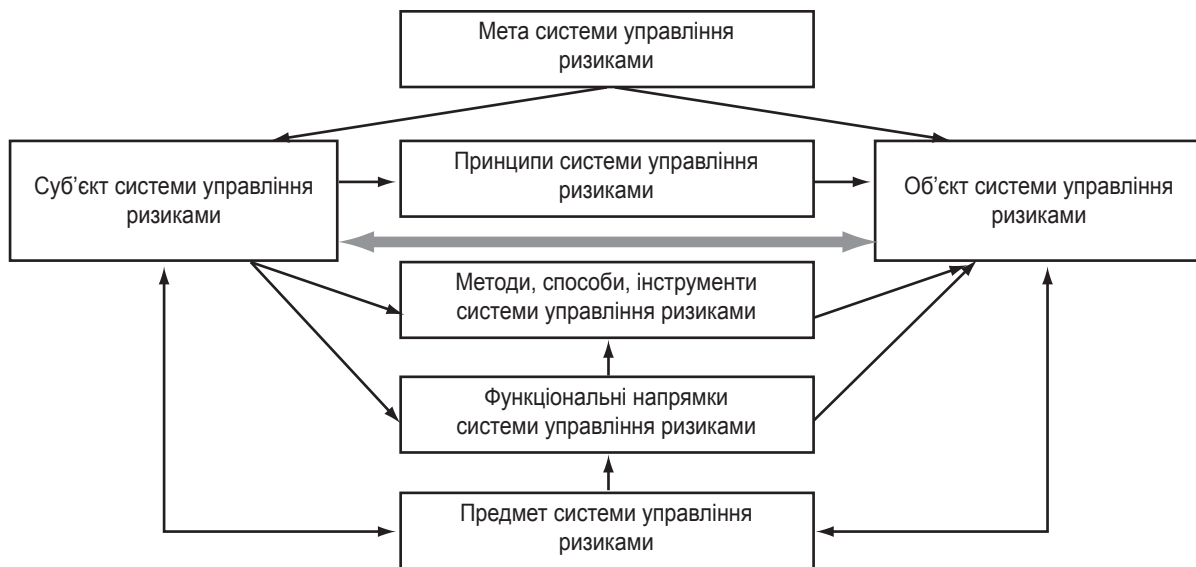 Мета системи управління
ризиками
Суб’єкт системи управління
ризиками
Принципи системи управління
ризиками
Об’єкт системи управління
ризиками
Методи, способи, інструменти
системи управління ризиками
Функціональні напрямки
системи управління ризиками
Предмет системи управління
ризиками